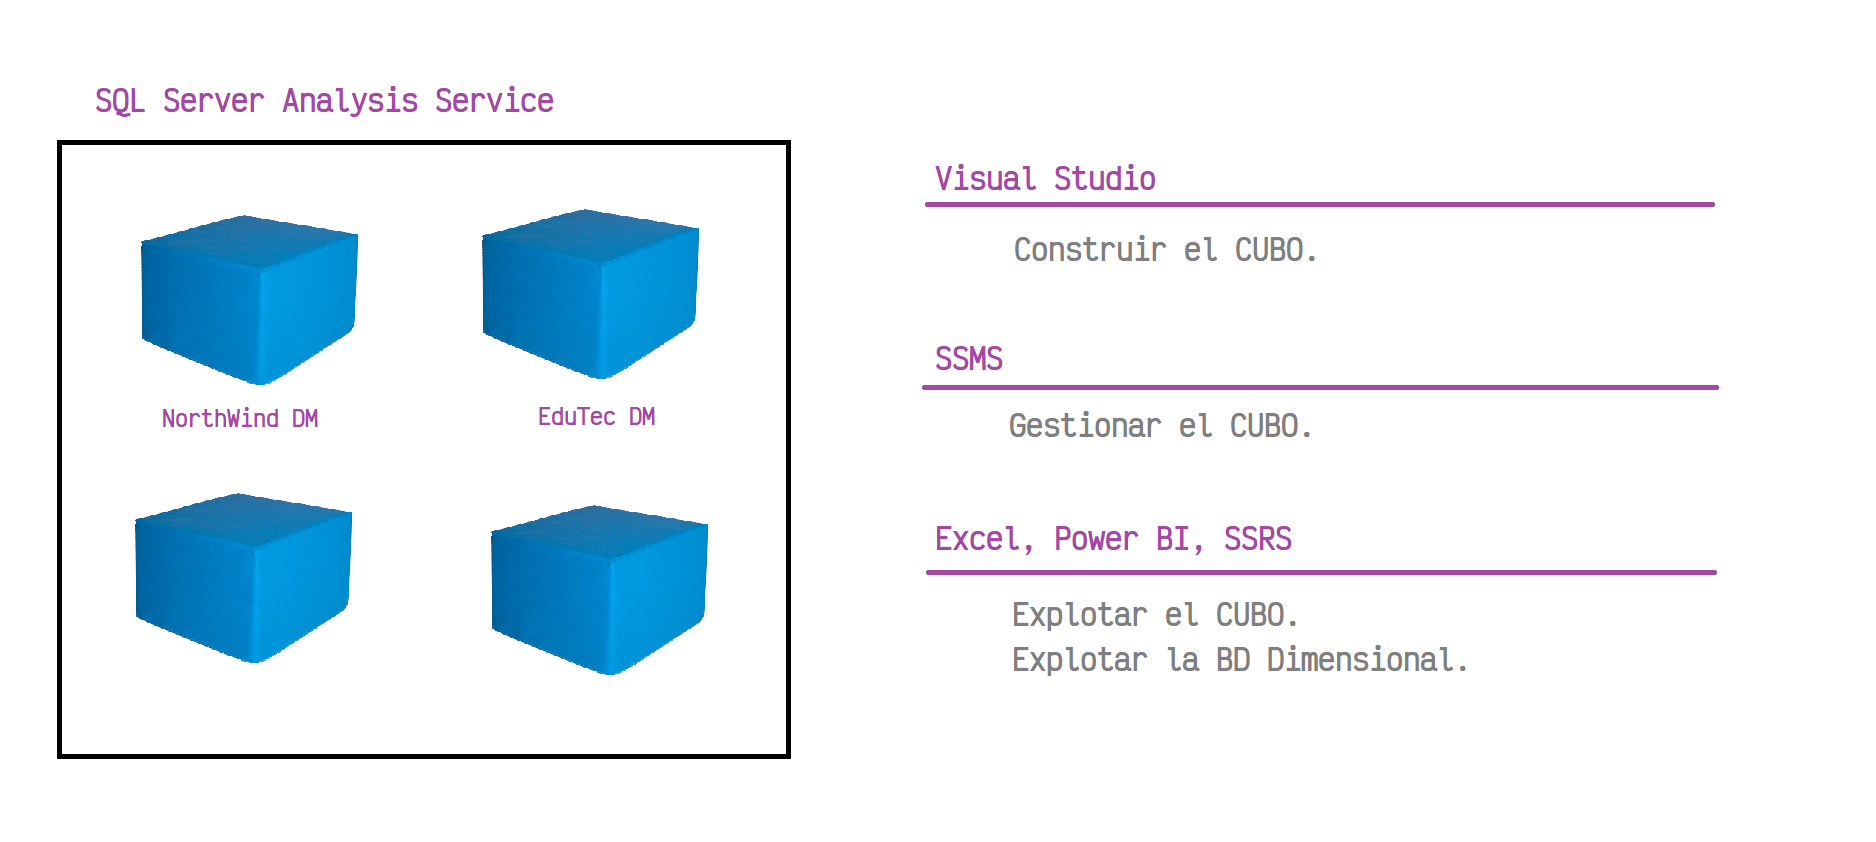 SQL Server Analysis Service
NorthWind DM
EduTec DM
Visual Studio
Construir el CUBO.
SSMS
Gestionar el CUBO.
Excel, Power BI, SSRS
Explotar el CUBO.
Explotar la BD Dimensional.